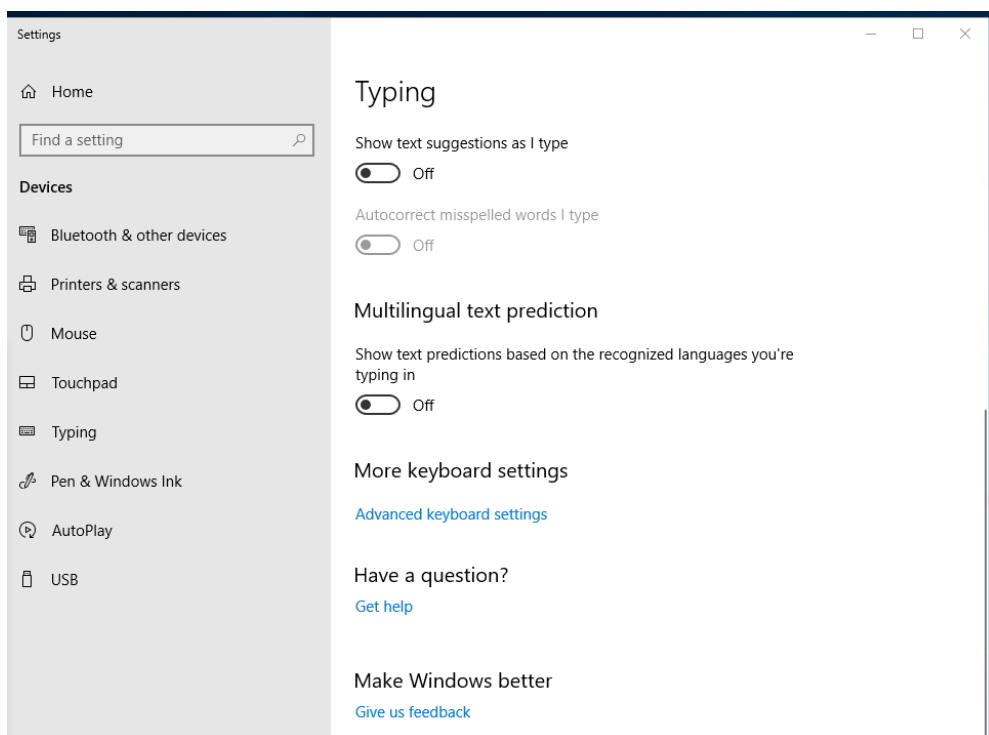 Settings
Home
Find a setting
Devices
Bluetooth & other devices
Printers & scanners
Mouse
Touchpad
Typing
Pen & Windows Ink
AutoPlay
USB
Typing
Show text suggestions as I type
Off
Autocorrect misspelled words I type
Off
Multilingual text prediction
Show text predictions based on the recognized languages you're
typing in
Off
More keyboard settings
Advanced keyboard settings
Have a question?
Get help
Make Windows better
Give us feedback